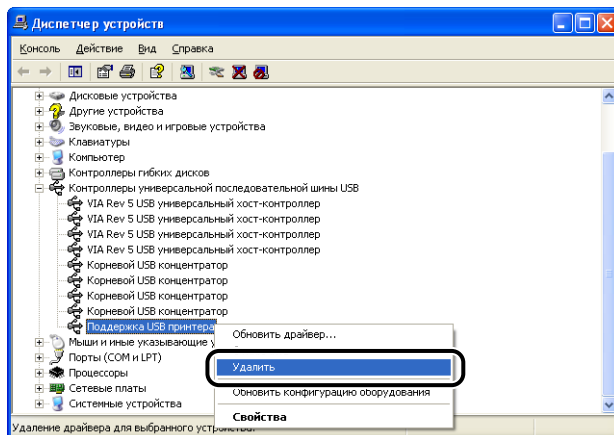 Диспетчер устройств
Консоль Действие Вид Справка
Дисковые устройства
Другие устройства
Звуковые, видео и игровые устройства
Клавиатуры
Компьютер
Контроллеры гибких дисков
Контроллеры универсальной последовательной шины USB
VIA Rev 5 USB универсальный хост-контроллер
VIA Rev 5 USB универсальный хост-контроллер
VIA Rev 5 USB универсальный хост-контроллер
VIA Rev 5 USB универсальный хост-контроллер
Корневой USB концентратор
Корневой USB концентратор
Корневой USB концентратор
Корневой USB концентратор
Поддержка USB принтера
Обновить драйвер...
Мыши и иные указывающие у
Порты (COM и LPT)
Удалить
Процессоры
Сетевые платы
Обновить конфигурацию оборудования
Системные устройства
Свойства
Удаление драйвера для выбранного устройства.